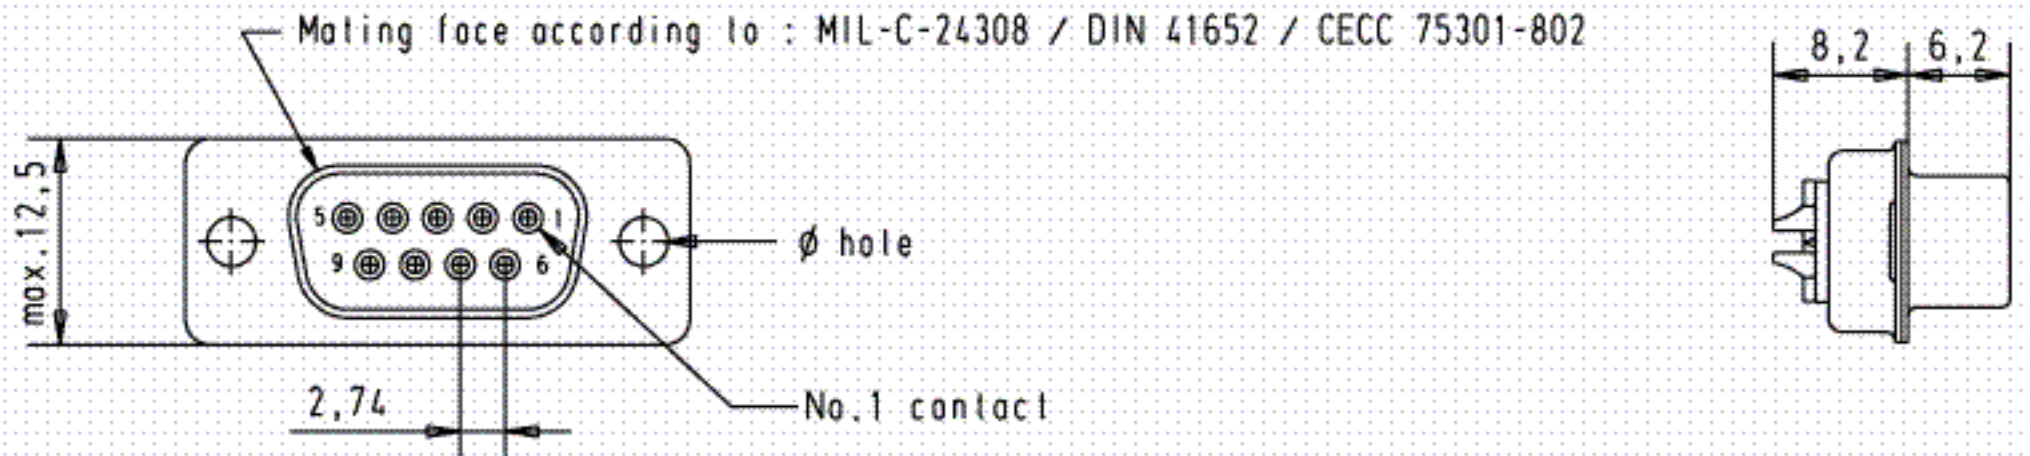 Mating face according to : MIL-C-24308 / DIN 41652 / CECC 75301-802
8,2
6,2
max.12,5
5
1
9
6
Ø hole
2,74
No.1 contact